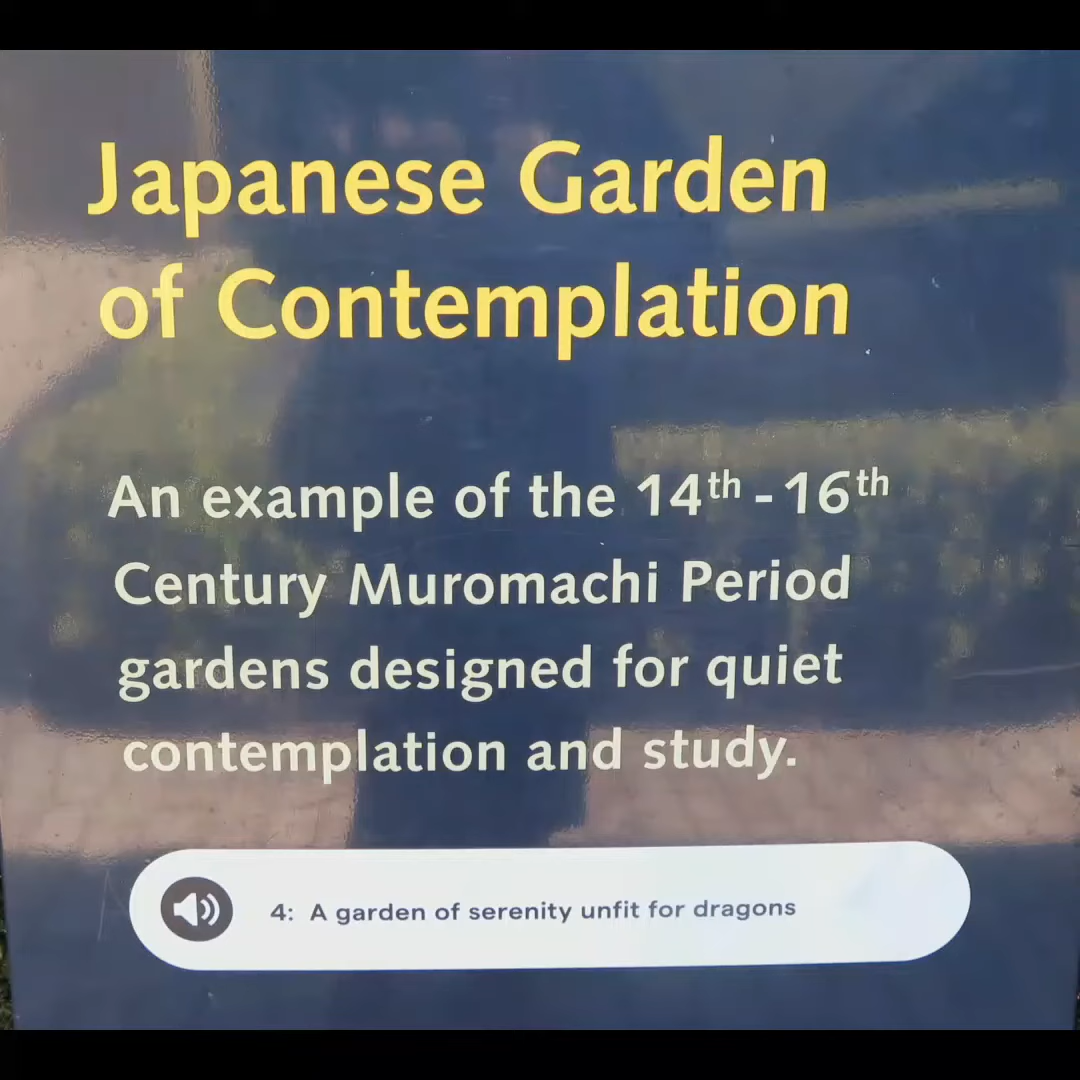 Japanese Garden
of Contemplation
An example of the 14th - 16th
Century Muromachi Period
gardens designed for quiet
contemplation and study.
4: A garden of serenity unfit for dragons